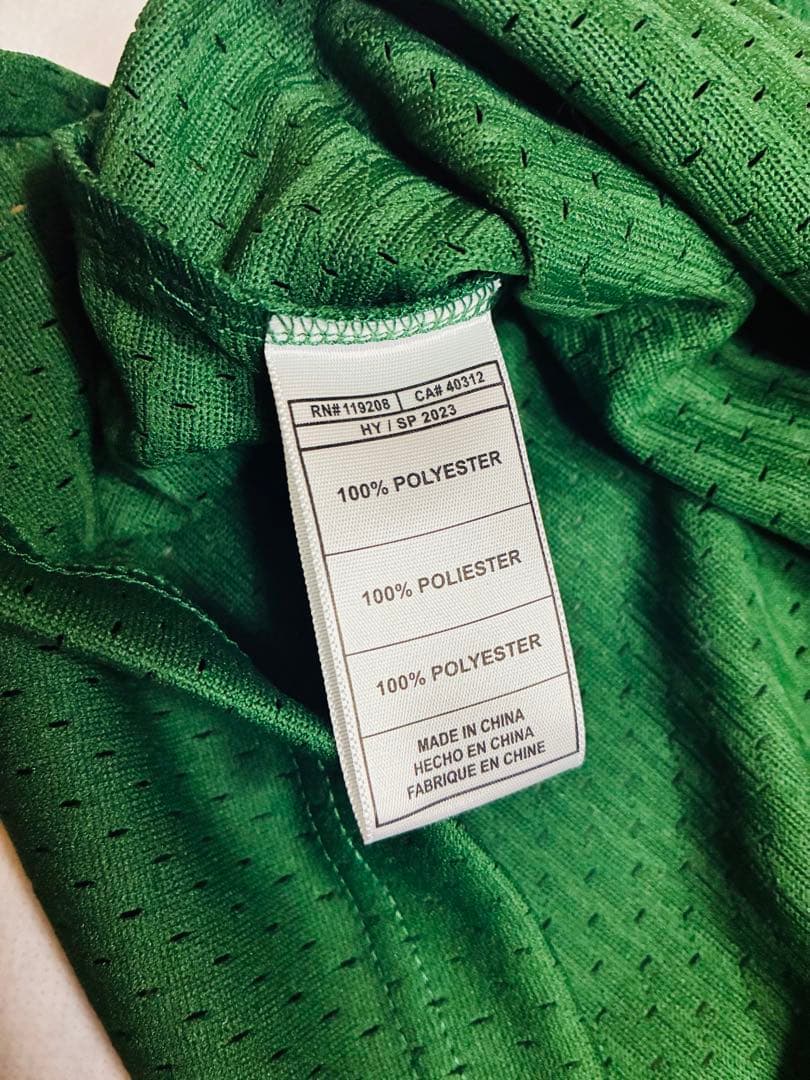 RN# 119208 | CA# 40312
HY / SP 2023
100% POLYESTER
100% POLIESTER
100% POLYESTER
MADE IN CHINA
HECHO EN CHINA
FABRIQUE EN CHINE